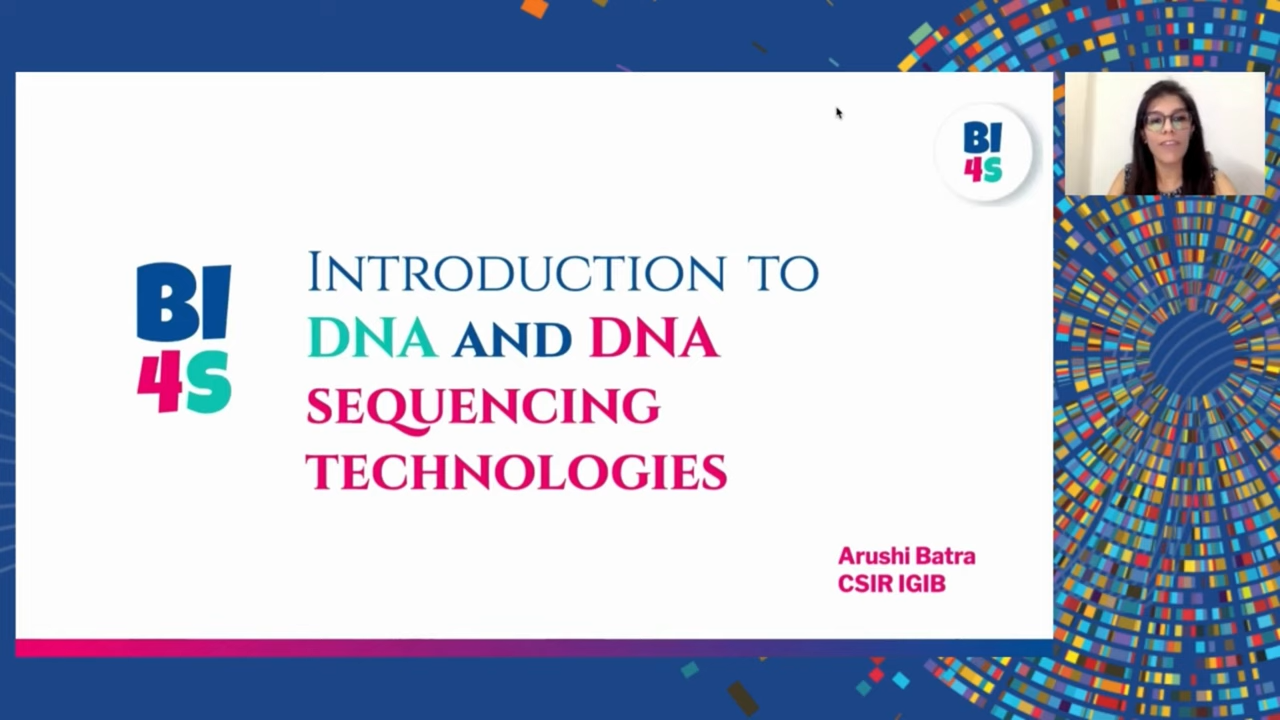 BI
4S
BI
4S
INTRODUCTION TO
DNA AND DNA
SEQUENCING
TECHNOLOGIES
Arushi Batra
CSIR IGIB